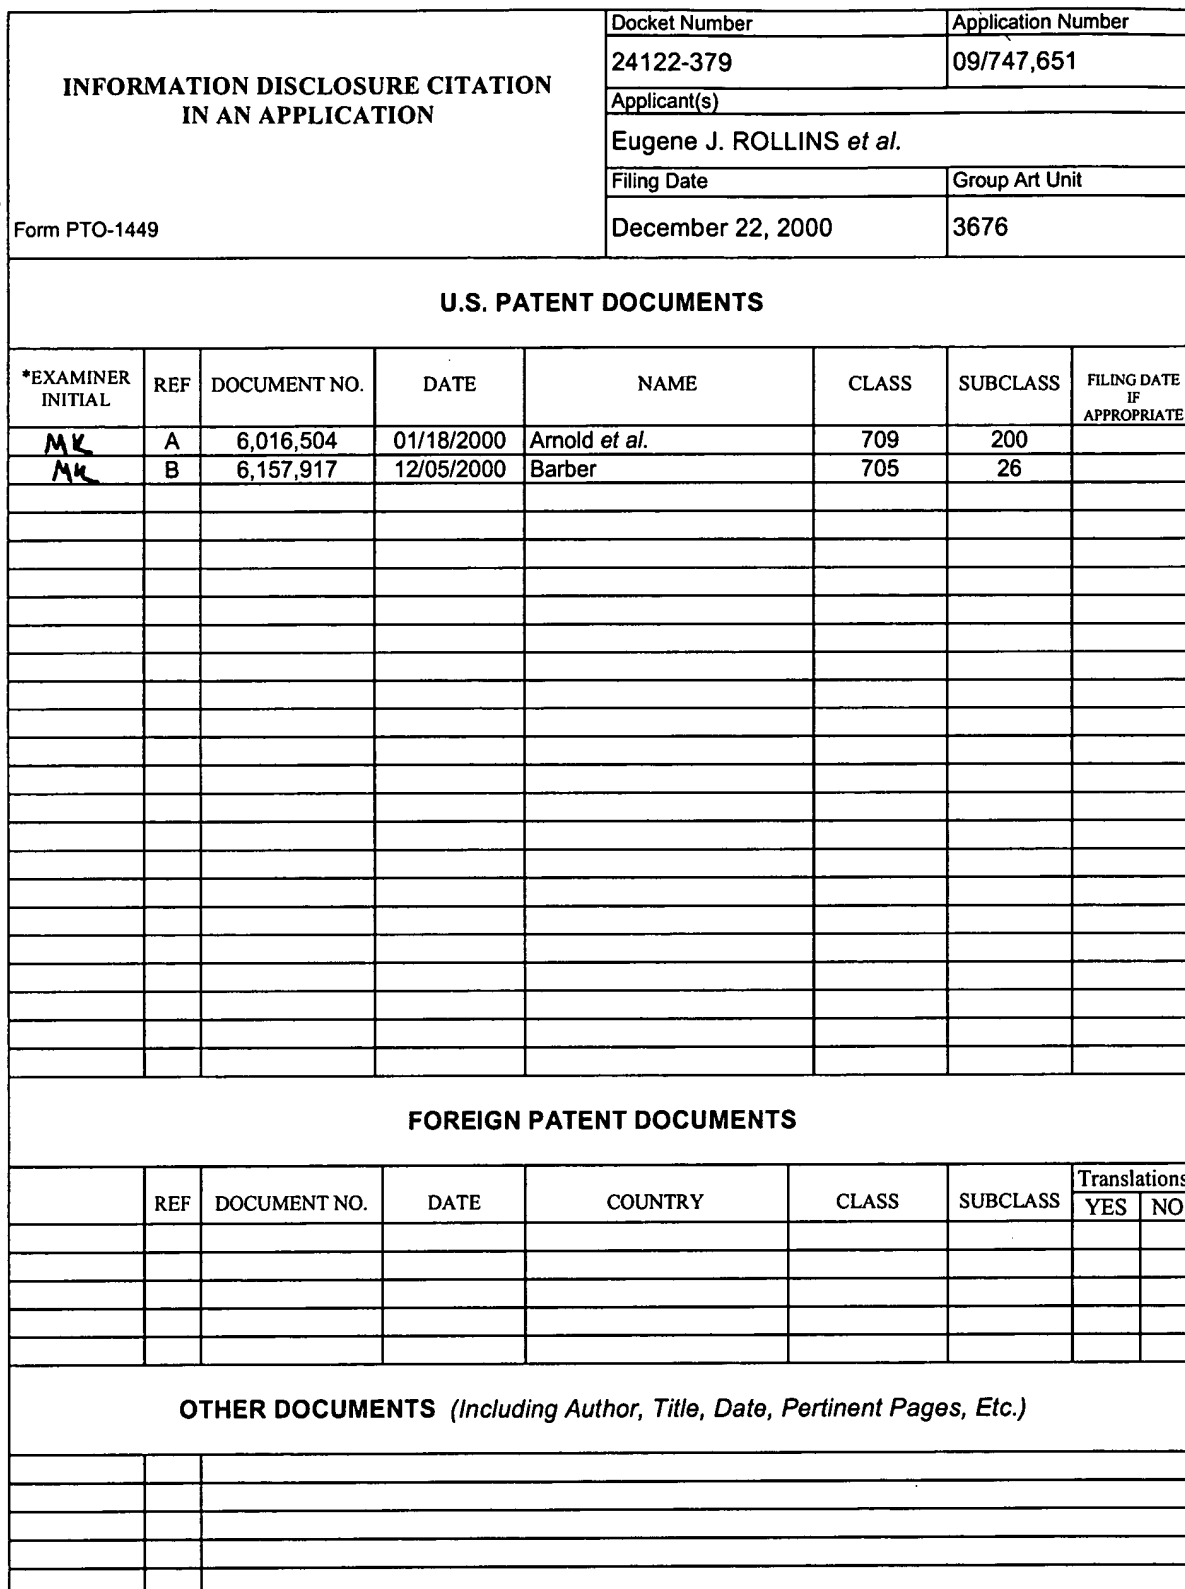 Docket Number Application Number
24122-379 09/747,651
INFORMATION DISCLOSURE CITATION
IN AN APPLICATION
Applicant(s)
Eugene J. ROLLINS et al.
Filing Date Group Art Unit
Form PTO-1449 December 22, 2000 3676
U.S. PATENT DOCUMENTS
*EXAMINER INITIAL REF DOCUMENT NO. DATE NAME CLASS SUBCLASS FILING DATE IF APPROPRIATE
MK A 6,016,504 01/18/2000 Arnold et al. 709 200
MK B 6,157,917 12/05/2000 Barber 705 26
FOREIGN PATENT DOCUMENTS
REF DOCUMENT NO. DATE COUNTRY CLASS SUBCLASS Translations YES NO
OTHER DOCUMENTS (Including Author, Title, Date, Pertinent Pages, Etc.)